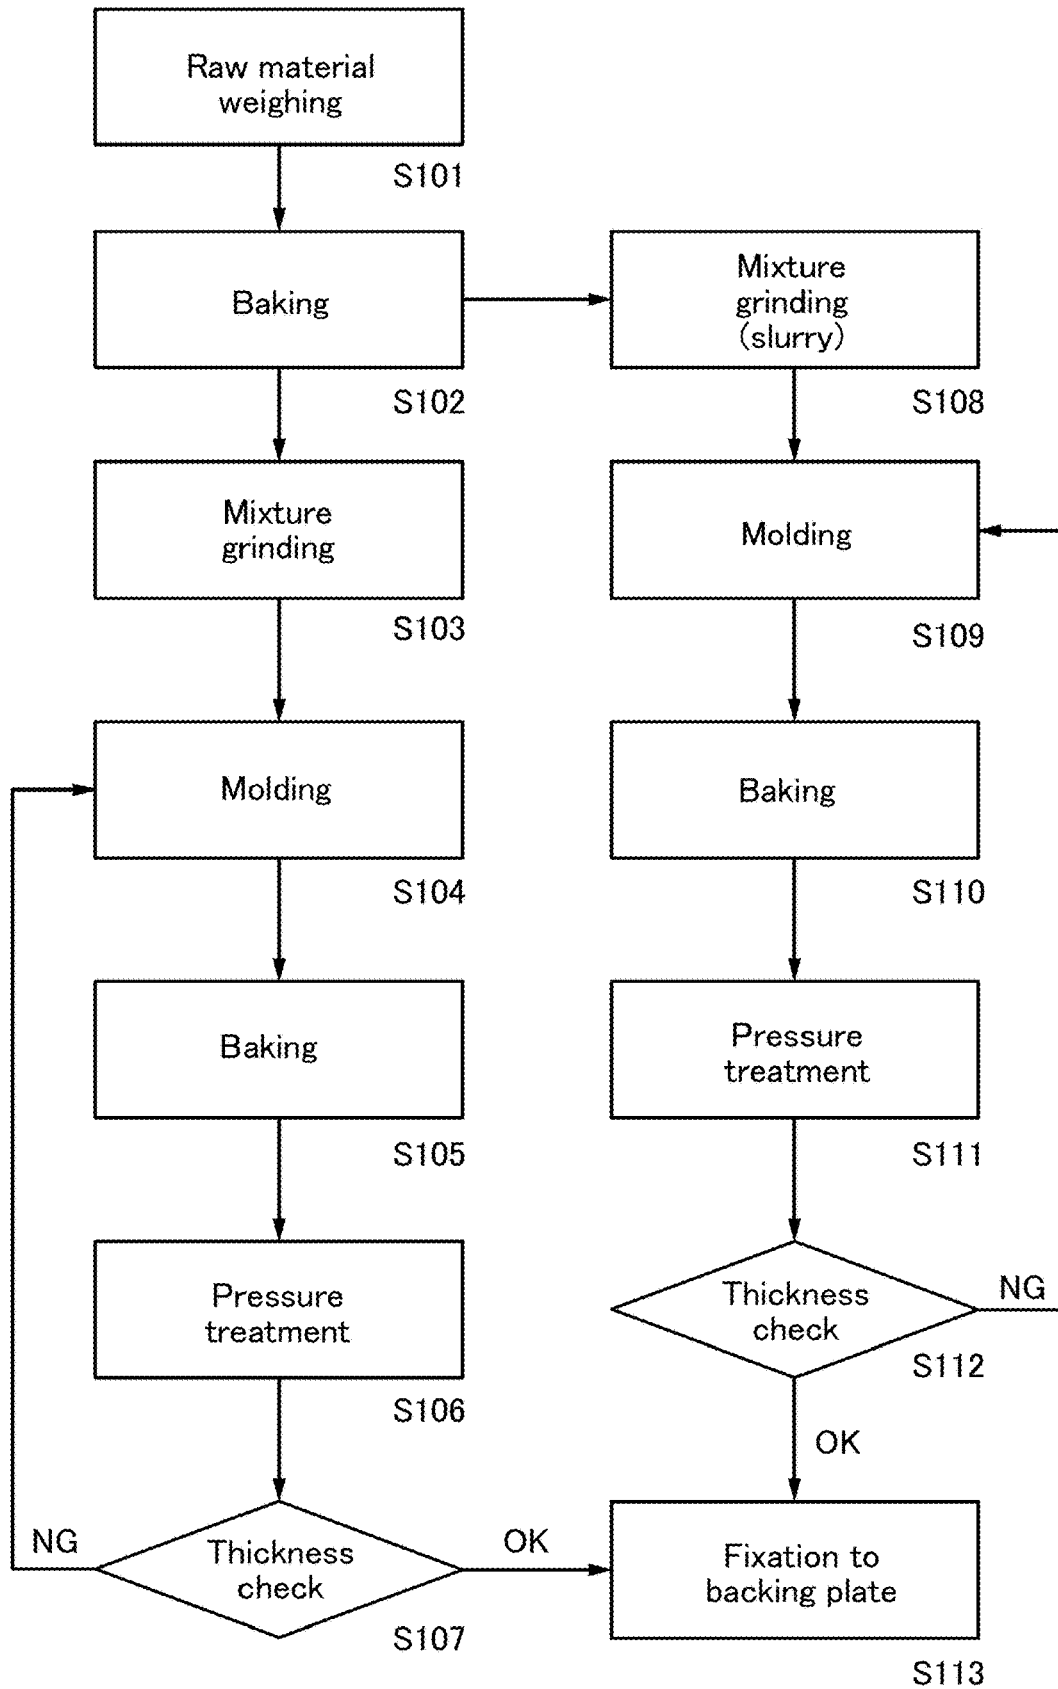 Raw material
weighing
S101
Baking
S102
Mixture
grinding
S103
Molding
S104
Baking
S105
Pressure
treatment
S106
NG
Thickness
check
OK
S107
Mixture
grinding
(slurry)
S108
Molding
S109
Baking
S110
Pressure
treatment
S111
Thickness
check
NG
S112
OK
Fixation to
backing plate
S113